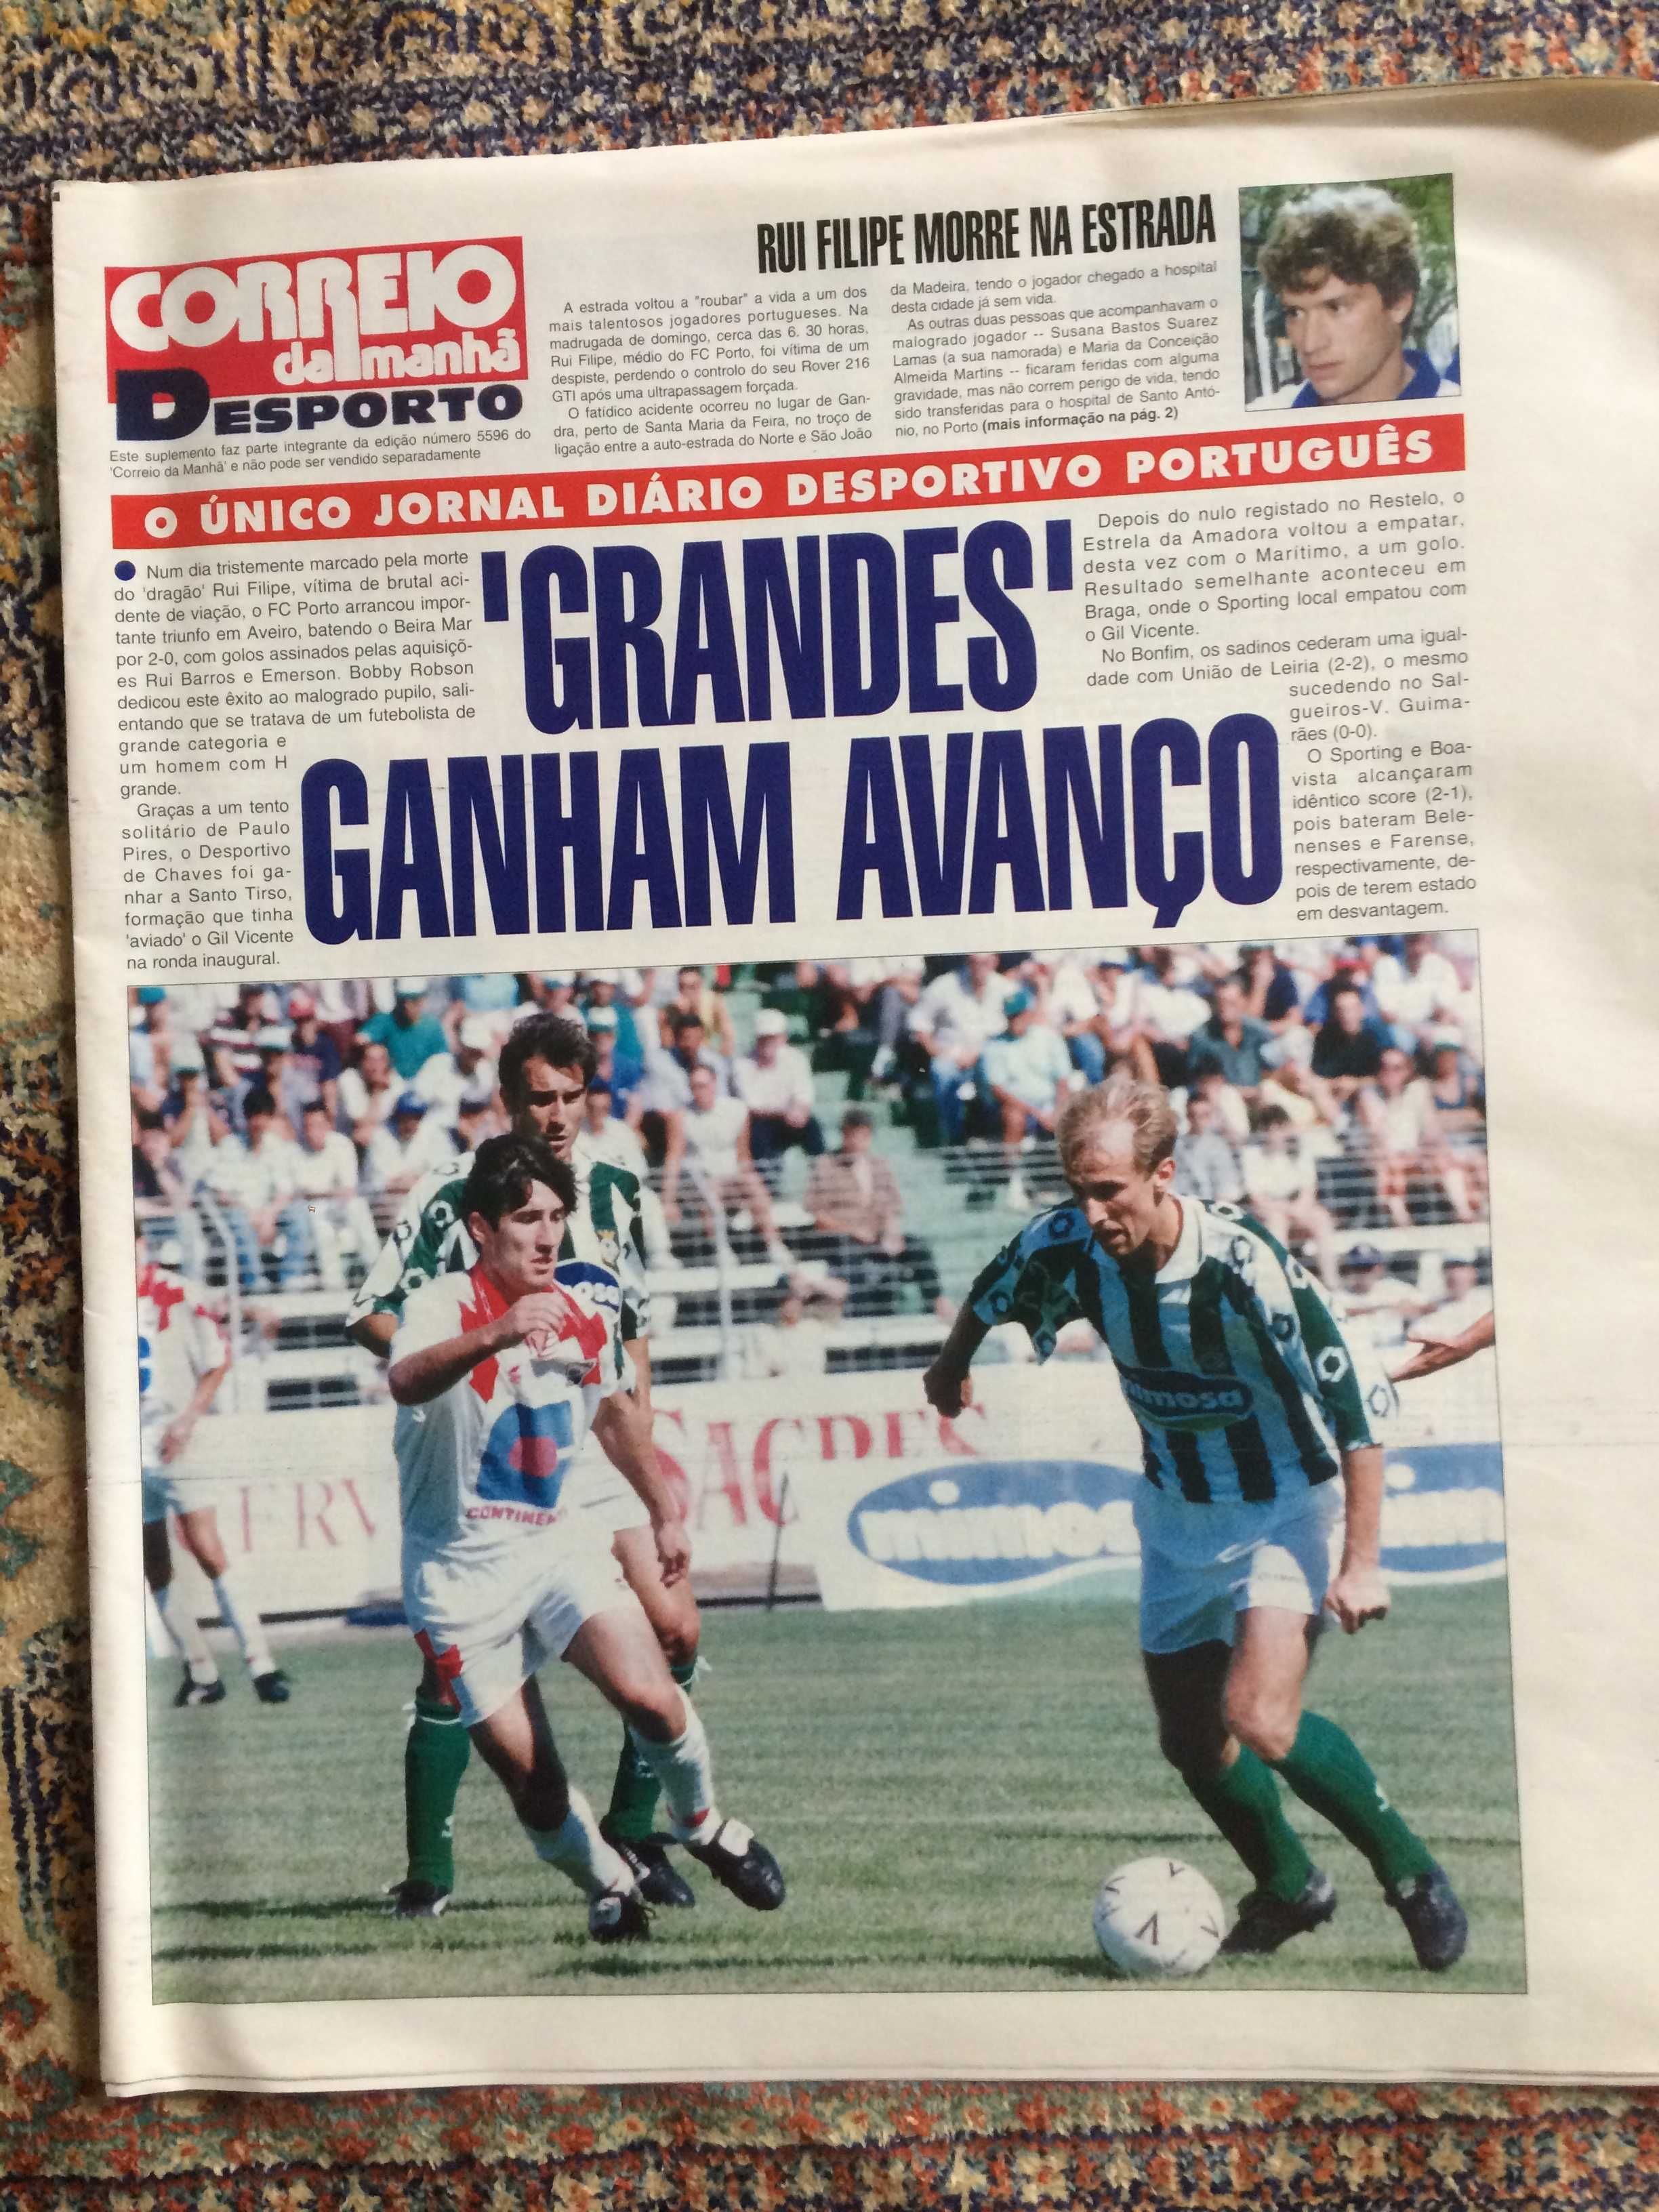 CORREIO
da manhã
DESPORTO
Este suplemento faz parte integrante da edição número 5596 do
'Correio da Manhã' e não pode ser vendido separadamente
RUI FILIPE MORRE NA ESTRADA
A estrada voltou a "roubar" a vida a um dos
mais talentosos jogadores portugueses. Na
madrugada de domingo, cerca das 6. 30 horas,
Rui Filipe, médio do FC Porto, foi vítima de um
despiste, perdendo o controlo do seu Rover 216
GTI após uma ultrapassagem forçada.
O fatídico acidente ocorreu no lugar de Gan-
dra, perto de Santa Maria da Feira, no troço de
ligação entre a auto-estrada do Norte e São João
da Madeira, tendo o jogador chegado a hospital
desta cidade já sem vida.
As outras duas pessoas que acompanhavam o
malogrado jogador -- Susana Bastos Suarez
Lamas (a sua namorada) e Maria da Conceição
Almeida Martins -- ficaram feridas com alguma
gravidade, mas não correm perigo de vida, tendo
sido transferidas para o hospital de Santo Antó-
nio, no Porto (mais informação na pág. 2)
O ÚNICO JORNAL DIÁRIO DESPORTIVO PORTUGUÊS
'GRANDES'
GANHAM AVANÇO
Num dia tristemente marcado pela morte
do 'dragão' Rui Filipe, vítima de brutal aci-
dente de viação, o FC Porto arrancou impor-
tante triunfo em Aveiro, batendo o Beira Mar
por 2-0, com golos assinados pelas aquisiçõ-
es Rui Barros e Emerson. Bobby Robson
dedicou este êxito ao malogrado pupilo, sali-
entando que se tratava de um futebolista de
grande categoria e
um homem com H
grande.
Graças a um tento
solitário de Paulo
Pires, o Desportivo
de Chaves foi ga-
nhar a Santo Tirso,
formação que tinha
'aviado' o Gil Vicente
na ronda inaugural.
Depois do nulo registado no Restelo, o
Estrela da Amadora voltou a empatar,
desta vez com o Marítimo, a um golo.
Resultado semelhante aconteceu em
Braga, onde o Sporting local empatou com
o Gil Vicente.
No Bonfim, os sadinos cederam uma igual-
dade com União de Leiria (2-2), o mesmo
sucedendo no Sal-
gueiros-V. Guima-
rães (0-0).
O Sporting e Boa-
vista alcançaram
idêntico score (2-1),
pois bateram Bele-
nenses e Farense,
respectivamente, de-
pois de terem estado
em desvantagem.
mimosa
CONTINEN
mimos